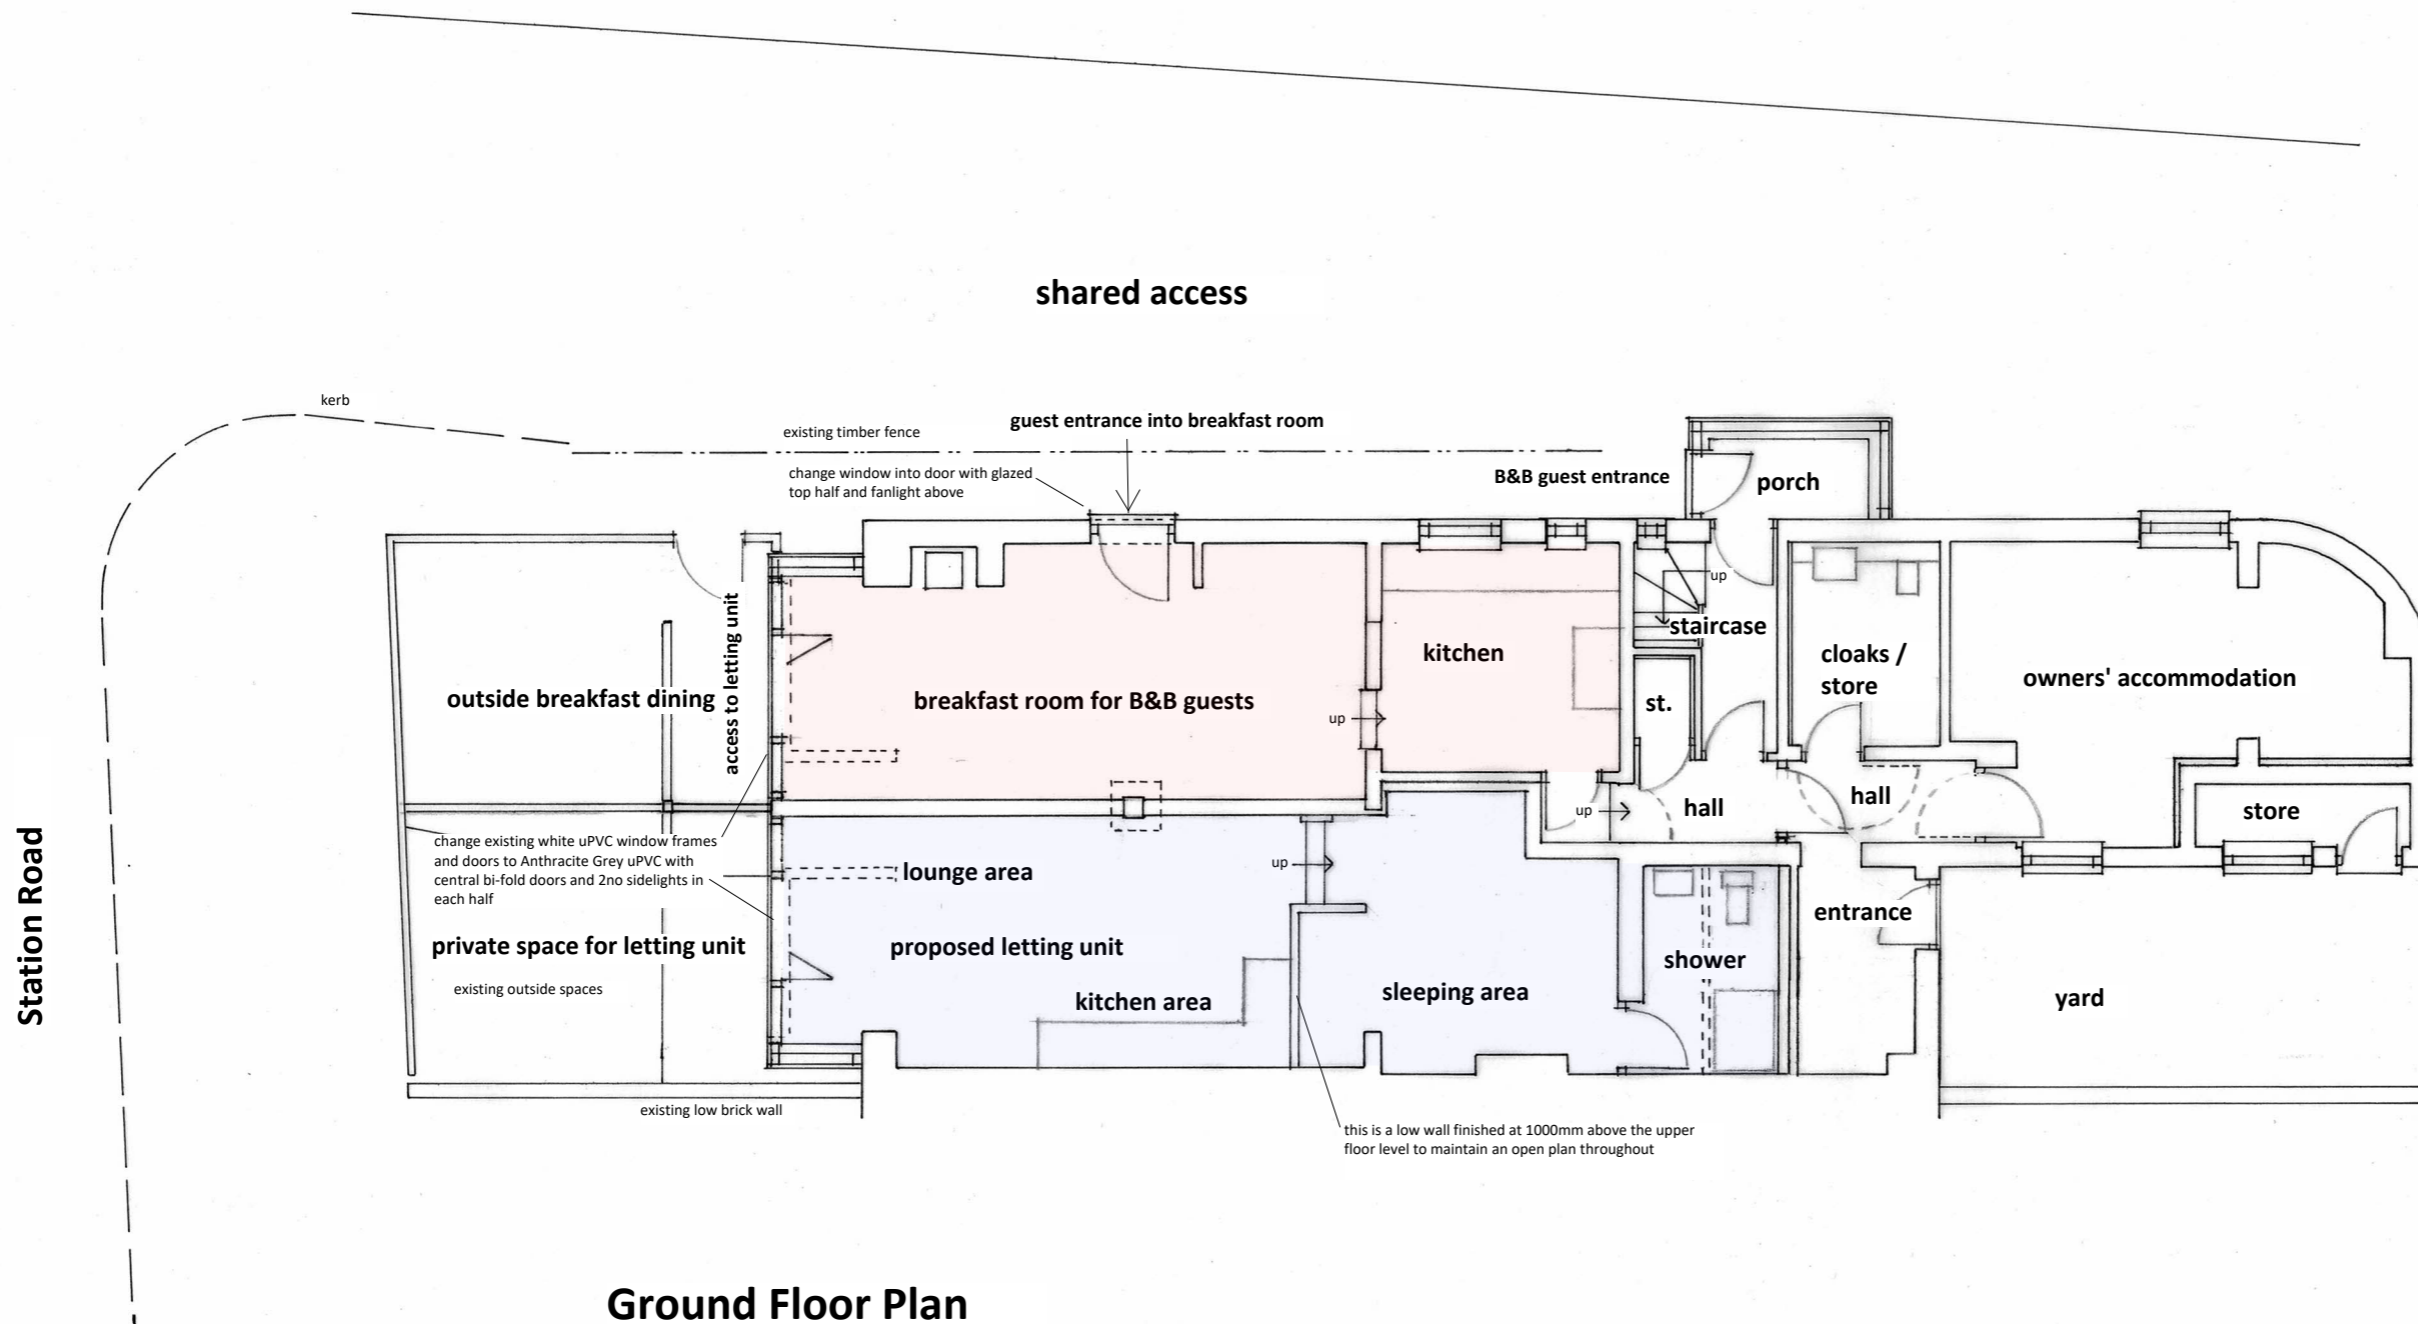 shared access
kerb
existing timber fence
guest entrance into breakfast room
change window into door with glazed
top half and fanlight above
B&B guest entrance
porch
up
staircase
kitchen
cloaks /
store
owners' accommodation
outside breakfast dining
access to letting unit
breakfast room for B&B guests
up
st.
up
hall
hall
store
Station Road
change existing white uPVC window frames
and doors to Anthracite Grey uPVC with
central bi-fold doors and 2no sidelights in
each half
lounge area
up
entrance
private space for letting unit
proposed letting unit
shower
existing outside spaces
kitchen area
sleeping area
yard
existing low brick wall
this is a low wall finished at 1000mm above the upper
floor level to maintain an open plan throughout
Ground Floor Plan